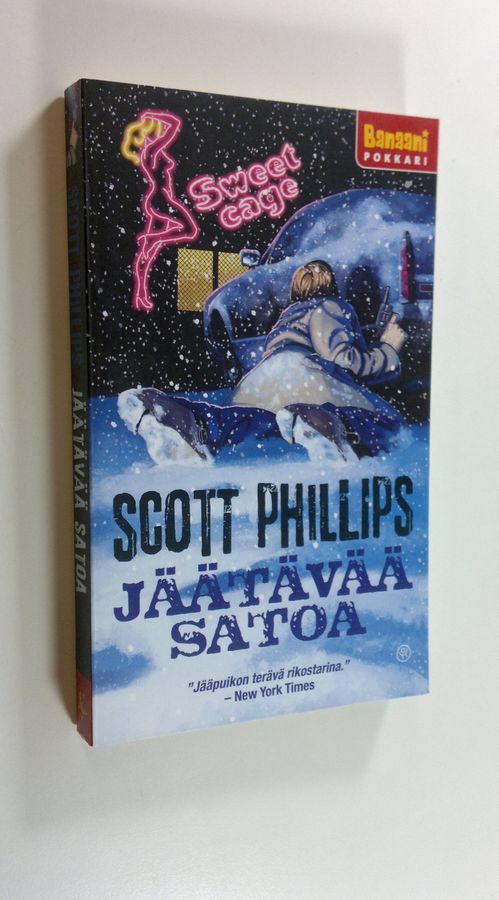 Banaani
POKKARI
Sweet
cage
SCOTT PHILLIPS
JÄÄTÄVÄÄ
SATOA
"Jääpuikon terävä rikostarina."
– New York Times
SCOTT PHILLIPS JÄÄTÄVÄÄ SATOA